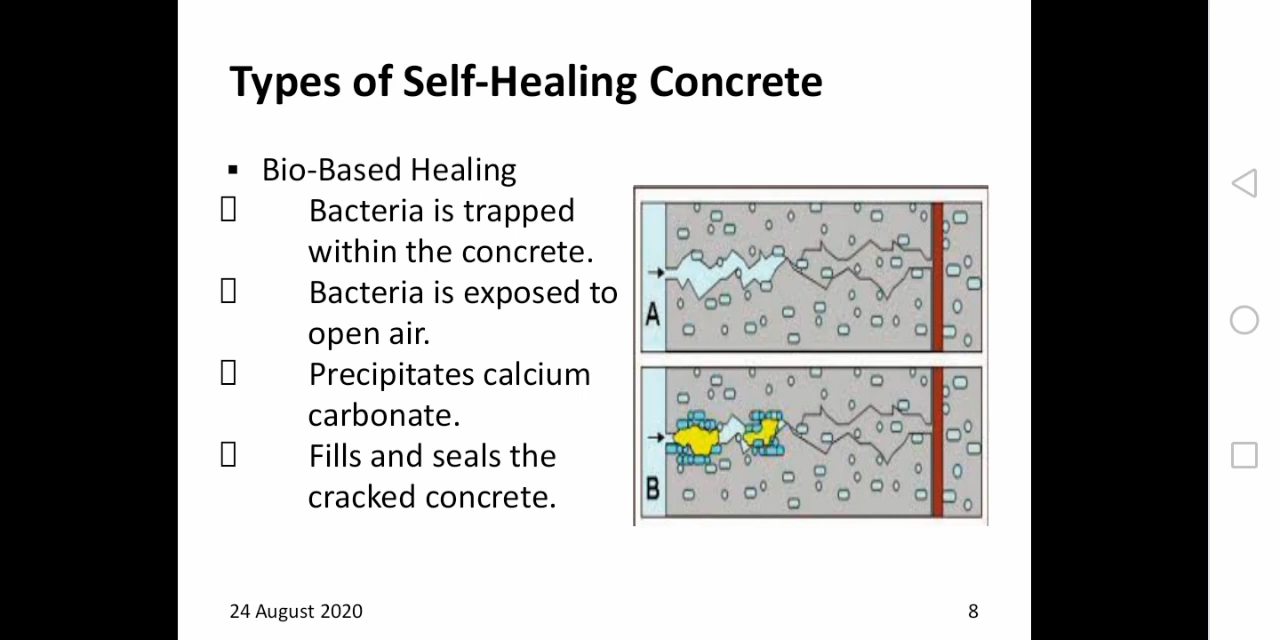 Types of Self-Healing Concrete
▪ Bio-Based Healing
Bacteria is trapped
within the concrete.
Bacteria is exposed to
open air.
Precipitates calcium
carbonate.
Fills and seals the
cracked concrete.
A
B
24 August 2020
8